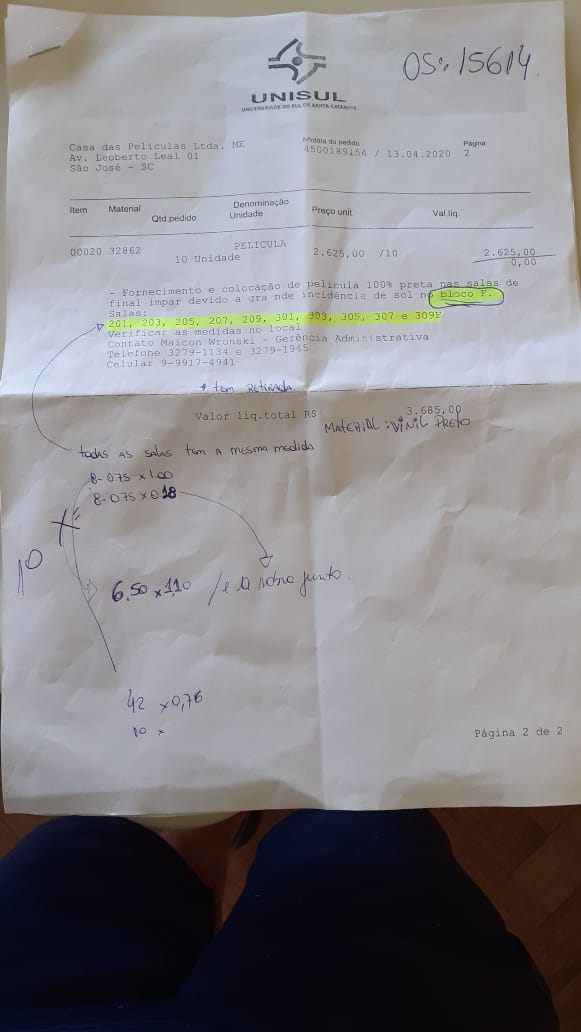 OS: 15614.
UNISUL
UNIVERSIDADE DO SUL DE SANTA CATARINA
Casa das Películas Ltda. ME
Av. Leoberto Leal 01
São José - SC
Nº/data do pedido
4500189154 / 13.04.2020
Página
2
Item Material Qtd.pedido Denominação Unidade Preço unit. Val.líq.
00020 32862 PELICULA
10 Unidade 2.625,00 /10 2.625,00
0,00
- Fornecimento e colocação de pelicula 100% preta nas salas de
final impar devido a gra nde incidência de sol no bloco F.
Salas:
201, 203, 205, 207, 209, 301, 303, 305, 307 e 309F
Verificar as medidas no local
Contato Maicon Wronski - Gerência Administrativa
Telefone 3279-1134 e 3279-1945
Celular 9-9917-4941
* tem RETIRADA
Valor liq.total R$ 3.685,00
MATERIAL: VINIL PRETO
todas AS SALAS tem A mesma medida
8-0.75 x 1.00
8-0.75 x 0.18
10 x
6,50 x 1,10 / e a sobra junto.
42 x 0,76
10 x
Página 2 de 2